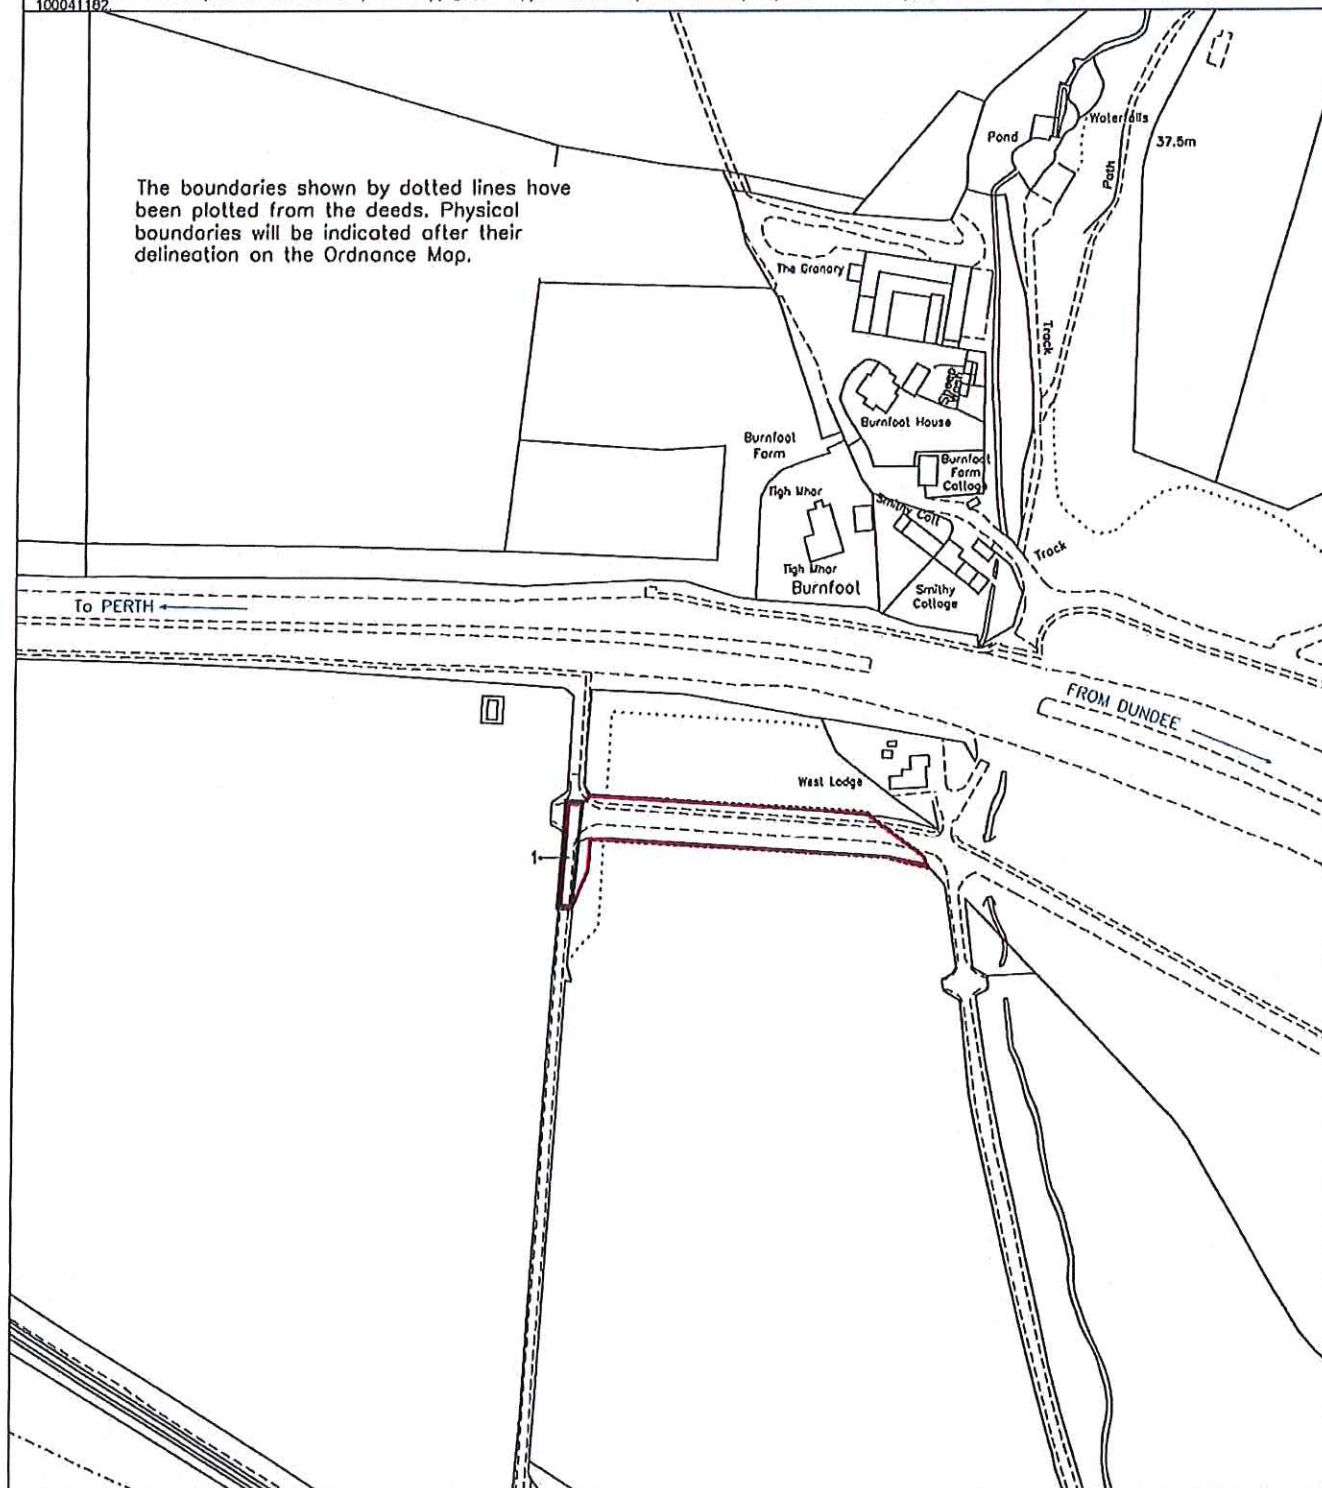 100041182.
Waterfalls
Pond
37.5m
Path
The boundaries shown by dotted lines have
been plotted from the deeds. Physical
boundaries will be indicated after their
delineation on the Ordnance Map.
The Granary
Track
Sheep Wash
Burnfoot House
Burnfoot
Farm
Burnfoot
Farm
Cottage
Tigh Mhor
Smithy Cott
Track
Tigh Mhor
Burnfoot
Smithy
Cottage
To PERTH
FROM DUNDEE
West Lodge
1